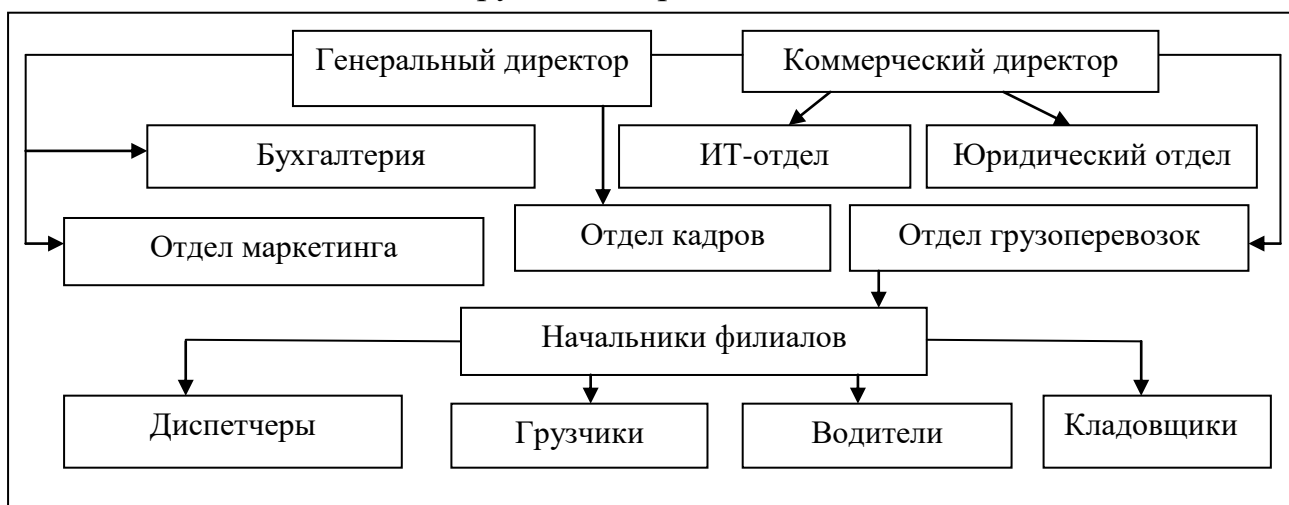 Генеральный директор
Коммерческий директор
Бухгалтерия
ИТ-отдел
Юридический отдел
Отдел маркетинга
Отдел кадров
Отдел грузоперевозок
Начальники филиалов
Диспетчеры
Грузчики
Водители
Кладовщики